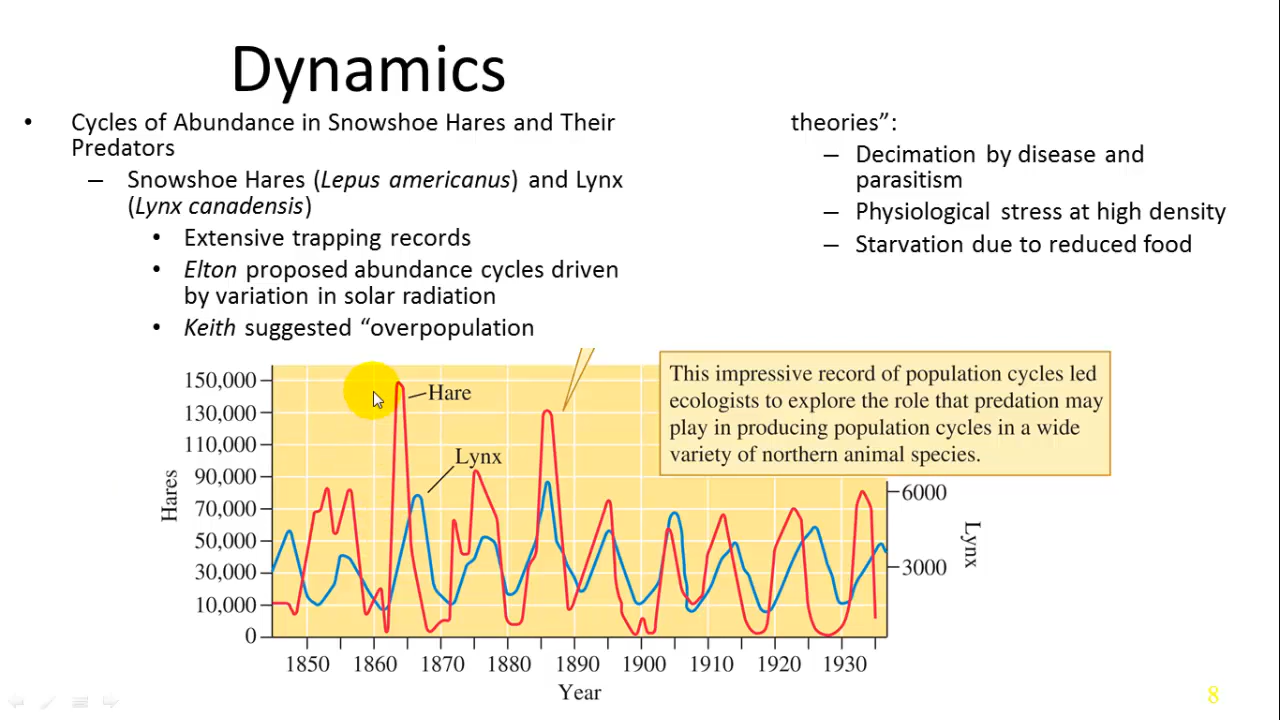 Dynamics
• Cycles of Abundance in Snowshoe Hares and Their
Predators
– Snowshoe Hares (Lepus americanus) and Lynx
(Lynx canadensis)
• Extensive trapping records
• Elton proposed abundance cycles driven
by variation in solar radiation
• Keith suggested “overpopulation
theories”:
– Decimation by disease and
parasitism
– Physiological stress at high density
– Starvation due to reduced food
This impressive record of population cycles led
ecologists to explore the role that predation may
play in producing population cycles in a wide
variety of northern animal species.
Hares
150,000
130,000
110,000
90,000
70,000
50,000
30,000
10,000
0
Hare
Lynx
6000
3000
Lynx
1850 1860 1870 1880 1890 1900 1910 1920 1930
Year
8